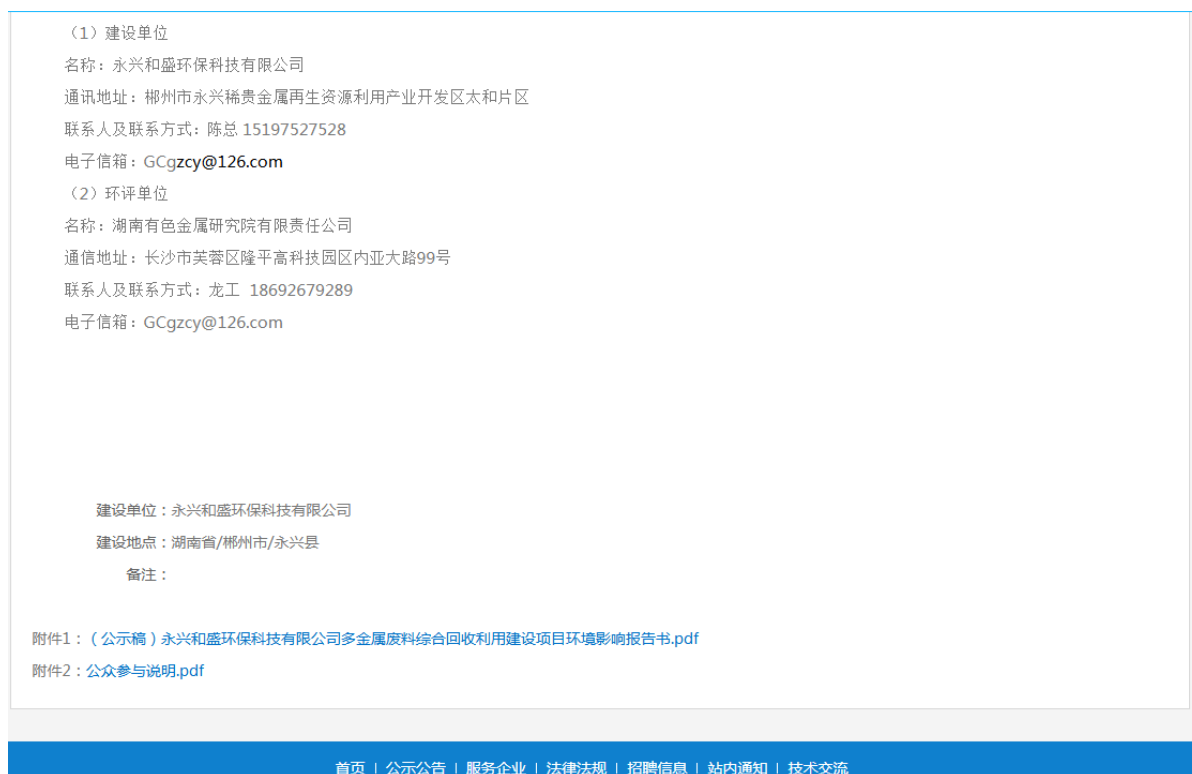 （1）建设单位
名称：永兴和盛环保科技有限公司
通讯地址：郴州市永兴稀贵金属再生资源利用产业开发区太和片区
联系人及联系方式：陈总 15197527528
电子信箱：GCgzcy@126.com
（2）环评单位
名称：湖南有色金属研究院有限责任公司
通信地址：长沙市芙蓉区隆平高科技园区内亚大路99号
联系人及联系方式：龙工 18692679289
电子信箱：GCgzcy@126.com
建设单位：永兴和盛环保科技有限公司
建设地点：湖南省/郴州市/永兴县
备注：
附件1：（公示稿）永兴和盛环保科技有限公司多金属废料综合回收利用建设项目环境影响报告书.pdf
附件2：公众参与说明.pdf
首页 | 公示公告 | 服务企业 | 法律法规 | 招聘信息 | 站内通知 | 技术交流